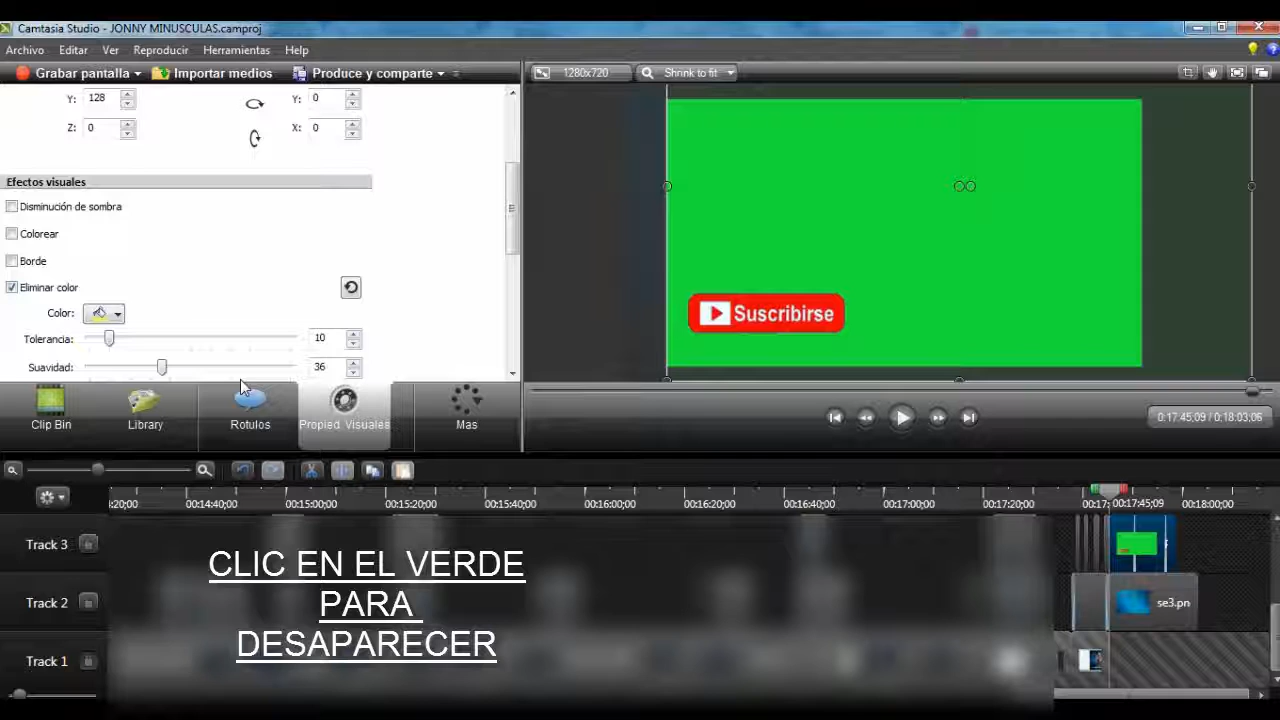 Camtasia Studio - JONNY MINUSCULAS.camproj
Archivo Editar Ver Reproducir Herramientas Help
Grabar pantalla Importar medios Produce y comparte
1280x720 Shrink to fit
Y: 128 Y: 0
Z: 0 X: 0
Efectos visuales
Disminución de sombra
Colorear
Borde
Eliminar color
Color:
Tolerancia: 10
Suavidad: 36
Suscribirse
Clip Bin Library Rotulos Propied. Visuales Mas
0:17:45;09 / 0:18:03;06
:20;00 00:14:40;00 00:15:00;00 00:15:20;00 00:15:40;00 00:16:00;00 00:16:20;00 00:16:40;00 00:17:00;00 00:17:20;00 00:17: 00:17:45;09 00:18:00;00
Track 3
Track 2 se3.pn
Track 1
CLIC EN EL VERDE
PARA
DESAPARECER